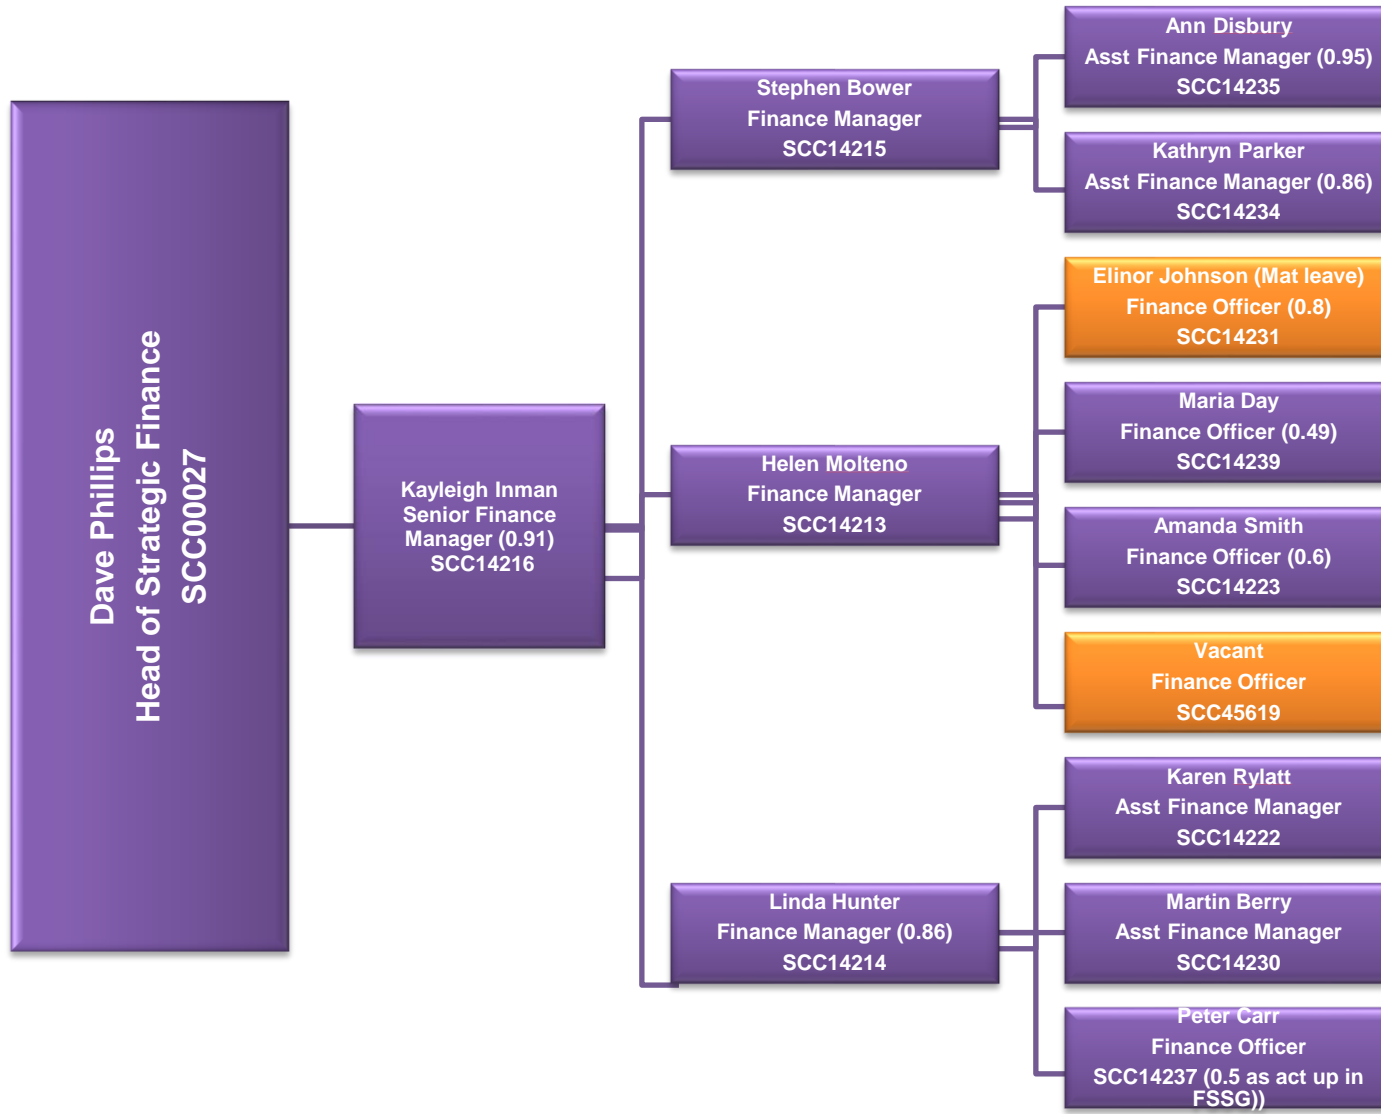 Dave Phillips
Head of Strategic Finance
SCC00027
Kayleigh Inman
Senior Finance
Manager (0.91)
SCC14216
Stephen Bower
Finance Manager
SCC14215
Helen Molteno
Finance Manager
SCC14213
Linda Hunter
Finance Manager (0.86)
SCC14214
Ann Disbury
Asst Finance Manager (0.95)
SCC14235
Kathryn Parker
Asst Finance Manager (0.86)
SCC14234
Elinor Johnson (Mat leave)
Finance Officer (0.8)
SCC14231
Maria Day
Finance Officer (0.49)
SCC14239
Amanda Smith
Finance Officer (0.6)
SCC14223
Vacant
Finance Officer
SCC45619
Karen Rylatt
Asst Finance Manager
SCC14222
Martin Berry
Asst Finance Manager
SCC14230
Peter Carr
Finance Officer
SCC14237 (0.5 as act up in
FSSG))